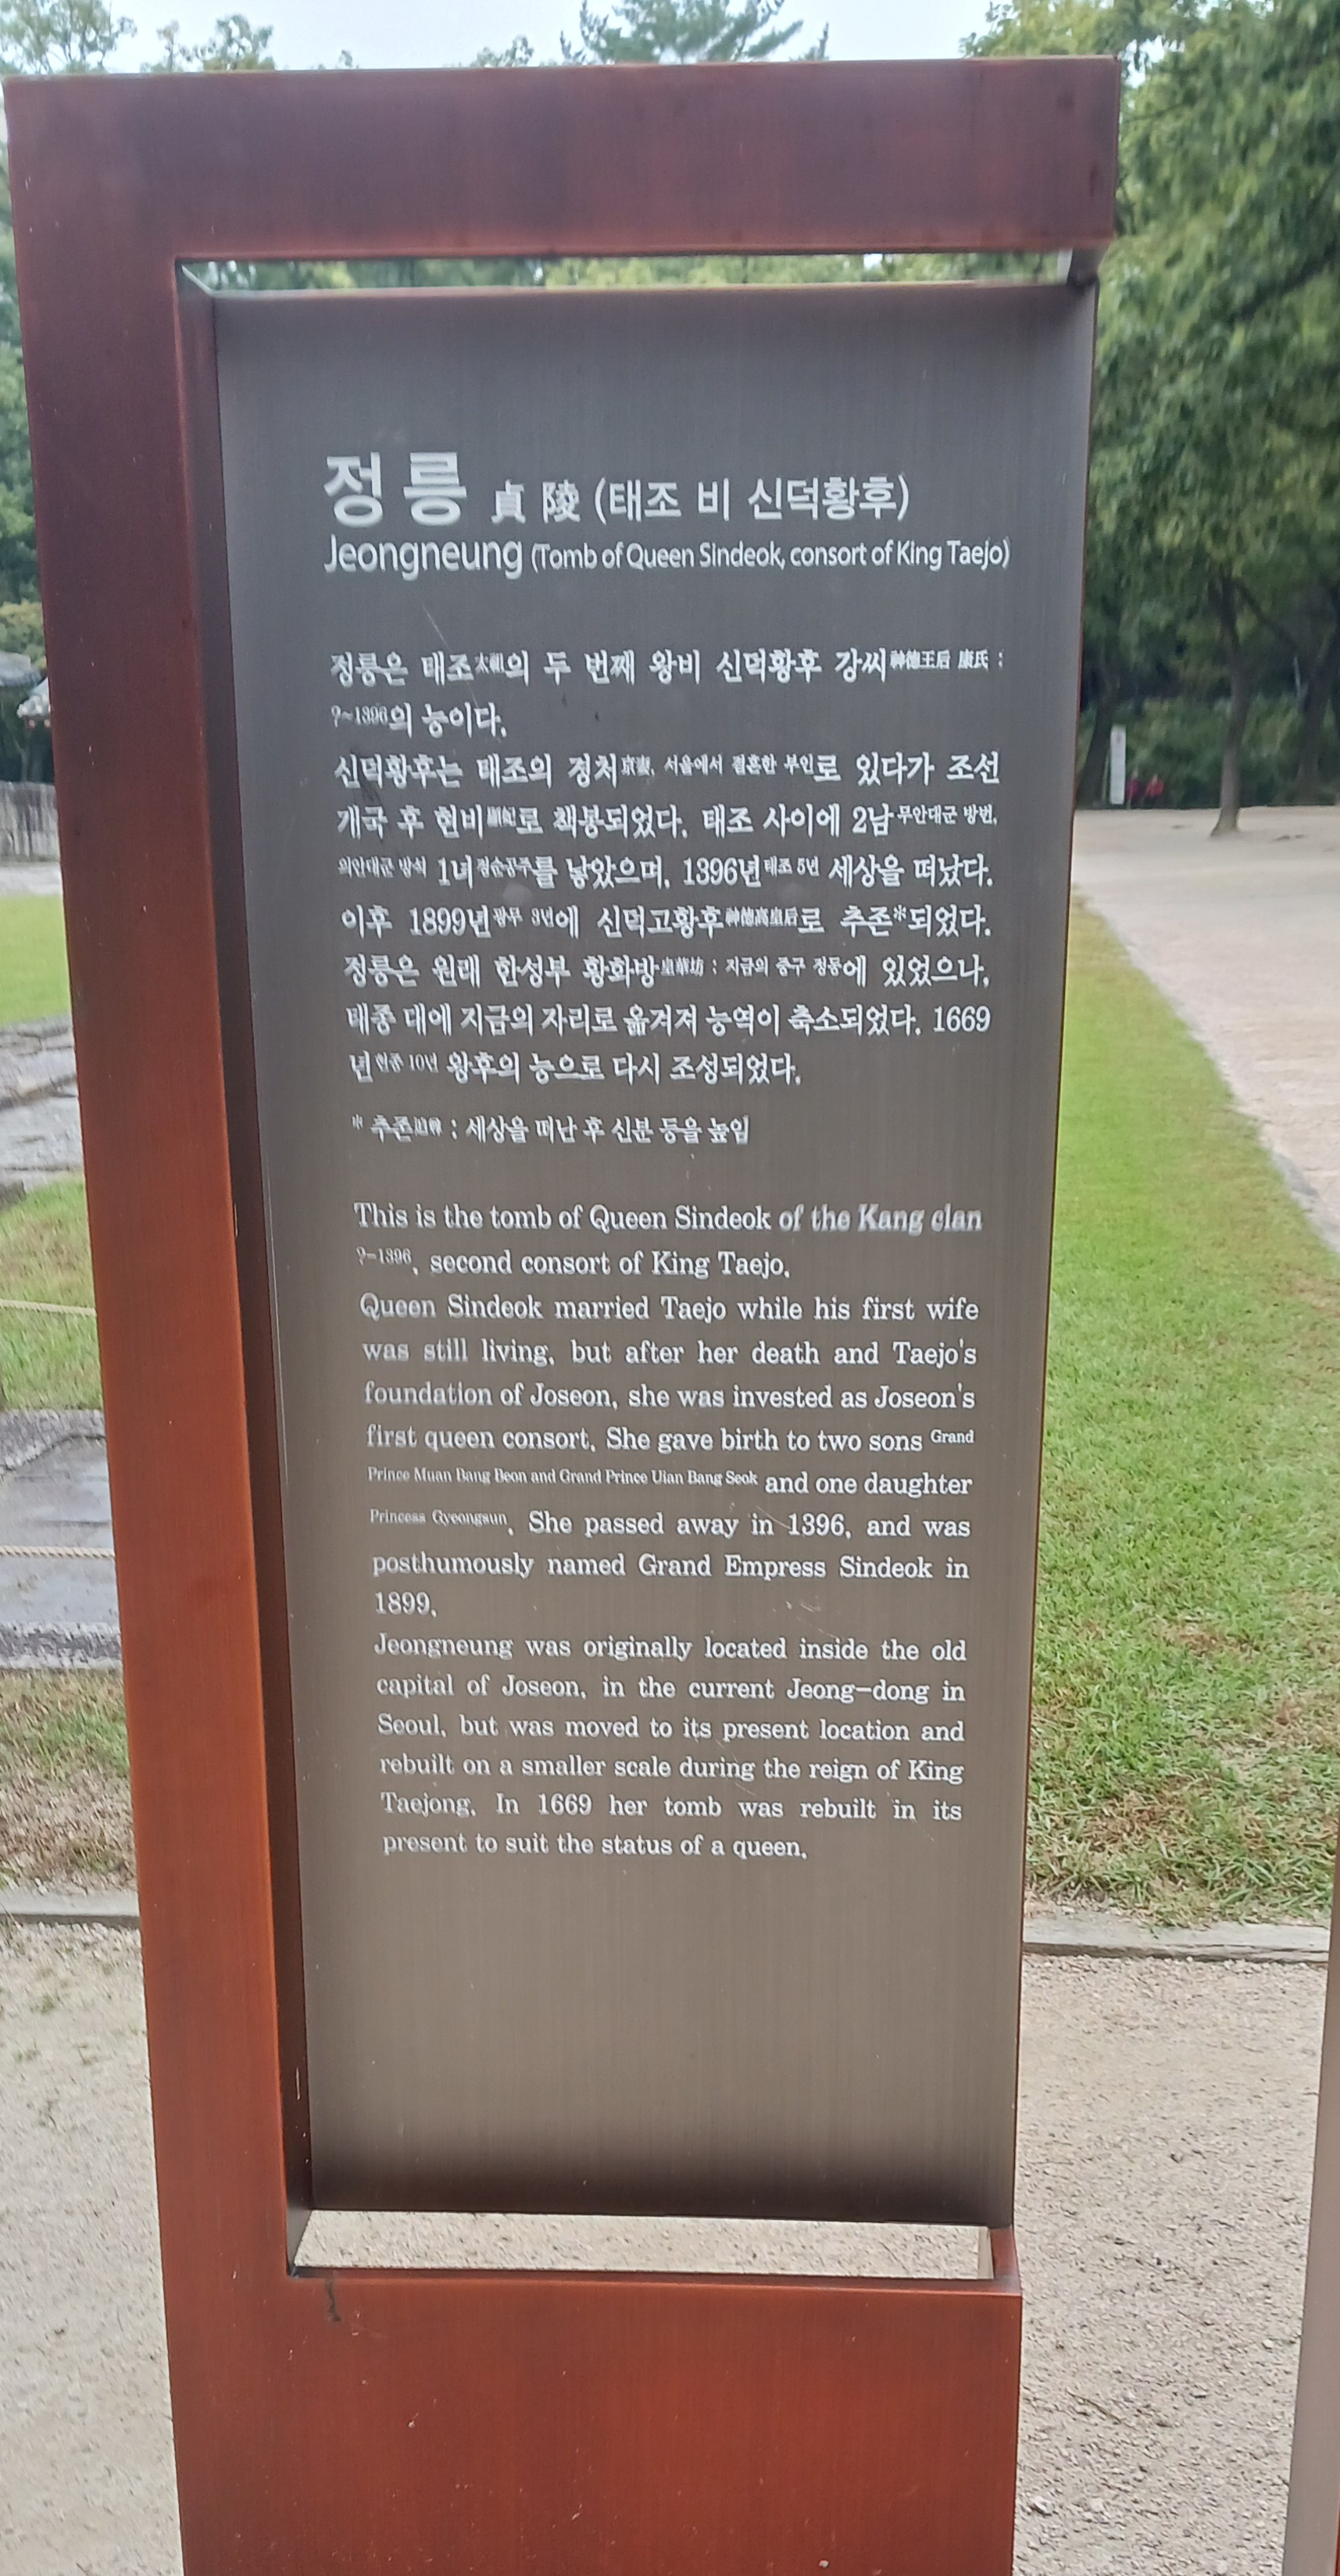 정릉 貞陵 (태조 비 신덕황후)
Jeongneung (Tomb of Queen Sindeok, consort of King Taejo)
정릉은 태조太祖의 두 번째 왕비 신덕황후 강씨神德王后 康氏 :
?~1396의 능이다.
신덕황후는 태조의 경처京妻, 서울에서 결혼한 부인로 있다가 조선
개국 후 현비顯妃로 책봉되었다. 태조 사이에 2남무안대군 방번,
의안대군 방석 1녀경순공주를 낳았으며, 1396년태조 5년 세상을 떠났다.
이후 1899년광무 3년에 신덕고황후神德高皇后로 추존*되었다.
정릉은 원래 한성부 황화방皇華坊 : 지금의 중구 정동에 있었으나,
태종 대에 지금의 자리로 옮겨져 능역이 축소되었다. 1669
년현종 10년 왕후의 능으로 다시 조성되었다.
* 추존追尊 : 세상을 떠난 후 신분 등을 높임
This is the tomb of Queen Sindeok of the Kang clan
?-1396, second consort of King Taejo.
Queen Sindeok married Taejo while his first wife
was still living, but after her death and Taejo's
foundation of Joseon, she was invested as Joseon's
first queen consort. She gave birth to two sons Grand
Prince Muan Bang Beon and Grand Prince Uian Bang Seok and one daughter
Princess Gyeongsun. She passed away in 1396, and was
posthumously named Grand Empress Sindeok in
1899.
Jeongneung was originally located inside the old
capital of Joseon, in the current Jeong-dong in
Seoul, but was moved to its present location and
rebuilt on a smaller scale during the reign of King
Taejong. In 1669 her tomb was rebuilt in its
present to suit the status of a queen.